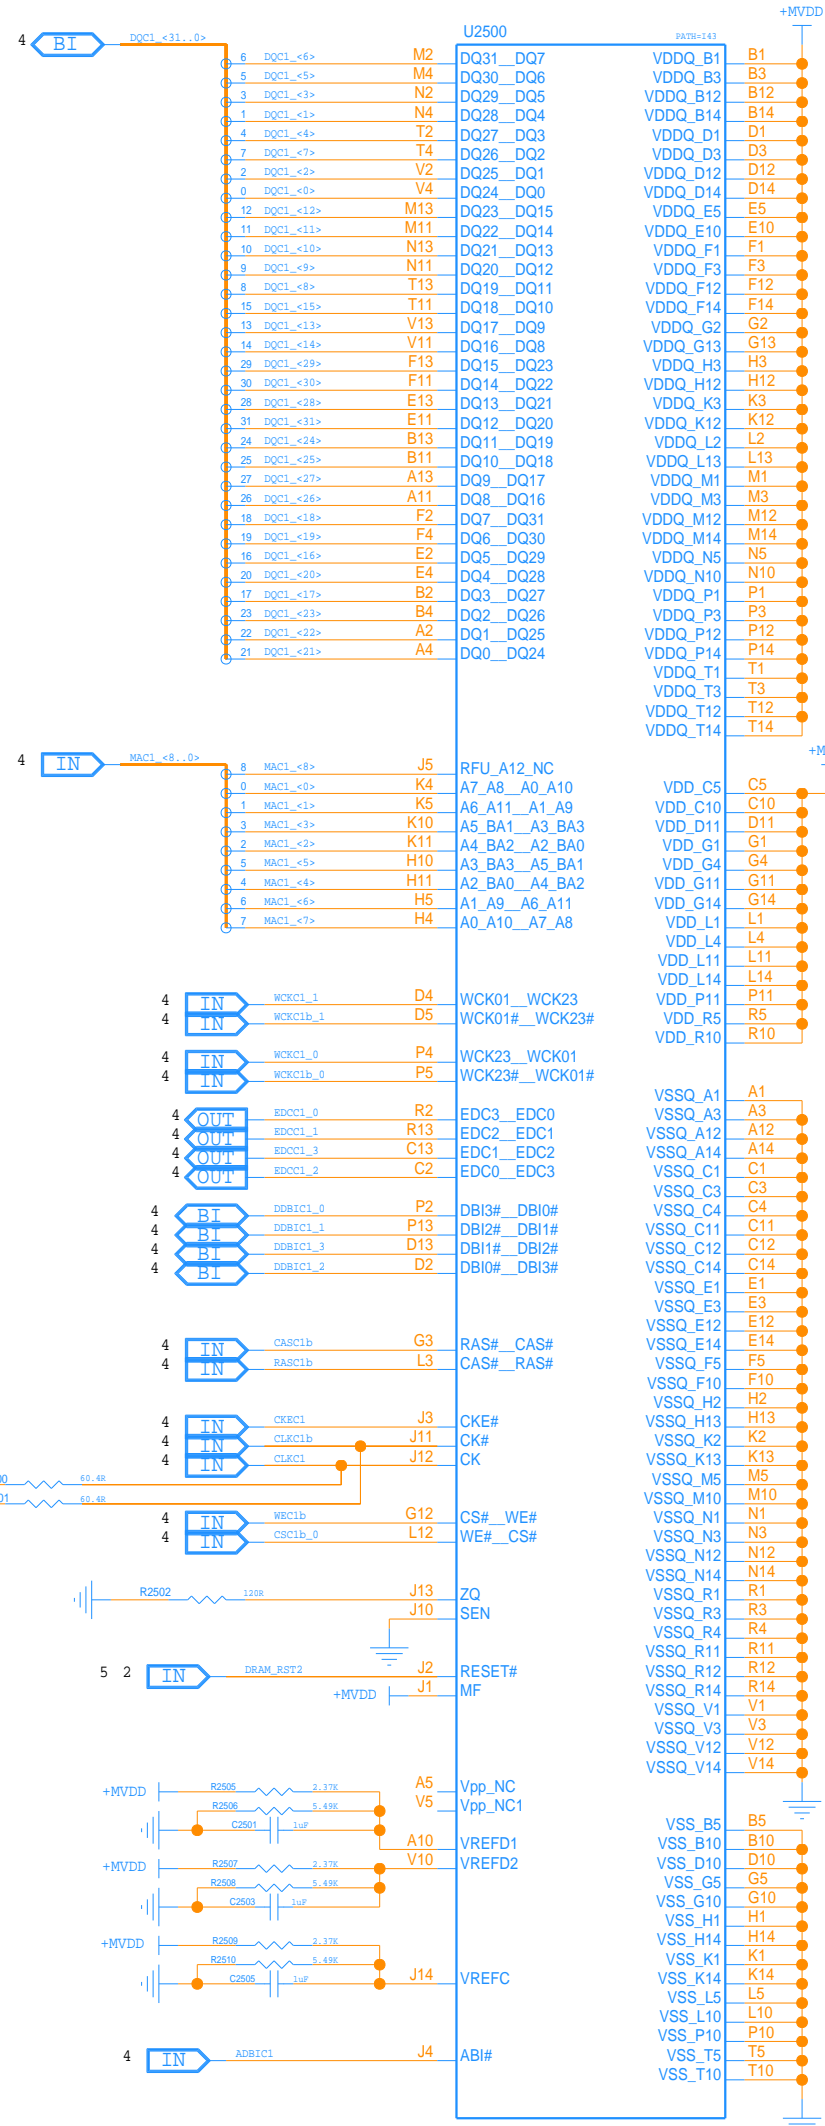 +MVDD
U2500
PATH=I43
4 BI DQC1_<31..0>
6 DQC1_<6> M2 DQ31__DQ7 VDDQ_B1 B1
5 DQC1_<5> M4 DQ30__DQ6 VDDQ_B3 B3
3 DQC1_<3> N2 DQ29__DQ5 VDDQ_B12 B12
1 DQC1_<1> N4 DQ28__DQ4 VDDQ_B14 B14
4 DQC1_<4> T2 DQ27__DQ3 VDDQ_D1 D1
7 DQC1_<7> T4 DQ26__DQ2 VDDQ_D3 D3
2 DQC1_<2> V2 DQ25__DQ1 VDDQ_D12 D12
0 DQC1_<0> V4 DQ24__DQ0 VDDQ_D14 D14
12 DQC1_<12> M13 DQ23__DQ15 VDDQ_E5 E5
11 DQC1_<11> M11 DQ22__DQ14 VDDQ_E10 E10
10 DQC1_<10> N13 DQ21__DQ13 VDDQ_F1 F1
9 DQC1_<9> N11 DQ20__DQ12 VDDQ_F3 F3
8 DQC1_<8> T13 DQ19__DQ11 VDDQ_F12 F12
15 DQC1_<15> T11 DQ18__DQ10 VDDQ_F14 F14
13 DQC1_<13> V13 DQ17__DQ9 VDDQ_G2 G2
14 DQC1_<14> V11 DQ16__DQ8 VDDQ_G13 G13
29 DQC1_<29> F13 DQ15__DQ23 VDDQ_H3 H3
30 DQC1_<30> F11 DQ14__DQ22 VDDQ_H12 H12
28 DQC1_<28> E13 DQ13__DQ21 VDDQ_K3 K3
31 DQC1_<31> E11 DQ12__DQ20 VDDQ_K12 K12
24 DQC1_<24> B13 DQ11__DQ19 VDDQ_L2 L2
25 DQC1_<25> B11 DQ10__DQ18 VDDQ_L13 L13
27 DQC1_<27> A13 DQ9__DQ17 VDDQ_M1 M1
26 DQC1_<26> A11 DQ8__DQ16 VDDQ_M3 M3
18 DQC1_<18> F2 DQ7__DQ31 VDDQ_M12 M12
19 DQC1_<19> F4 DQ6__DQ30 VDDQ_M14 M14
16 DQC1_<16> E2 DQ5__DQ29 VDDQ_N5 N5
20 DQC1_<20> E4 DQ4__DQ28 VDDQ_N10 N10
17 DQC1_<17> B2 DQ3__DQ27 VDDQ_P1 P1
23 DQC1_<23> B4 DQ2__DQ26 VDDQ_P3 P3
22 DQC1_<22> A2 DQ1__DQ25 VDDQ_P12 P12
21 DQC1_<21> A4 DQ0__DQ24 VDDQ_P14 P14
VDDQ_T1 T1
VDDQ_T3 T3
VDDQ_T12 T12
VDDQ_T14 T14
4 IN MAC1_<8..0> +M
8 MAC1_<8> J5 RFU_A12_NC
0 MAC1_<0> K4 A7_A8__A0_A10 VDD_C5 C5
1 MAC1_<1> K5 A6_A11__A1_A9 VDD_C10 C10
3 MAC1_<3> K10 A5_BA1__A3_BA3 VDD_D11 D11
2 MAC1_<2> K11 A4_BA2__A2_BA0 VDD_G1 G1
5 MAC1_<5> H10 A3_BA3__A5_BA1 VDD_G4 G4
4 MAC1_<4> H11 A2_BA0__A4_BA2 VDD_G11 G11
6 MAC1_<6> H5 A1_A9__A6_A11 VDD_G14 G14
7 MAC1_<7> H4 A0_A10__A7_A8 VDD_L1 L1
VDD_L4 L4
VDD_L11 L11
VDD_L14 L14
4 IN WCKC1_1 D4 WCK01__WCK23 VDD_P11 P11
4 IN WCKC1b_1 D5 WCK01#__WCK23# VDD_R5 R5
VDD_R10 R10
4 IN WCKC1_0 P4 WCK23__WCK01
4 IN WCKC1b_0 P5 WCK23#__WCK01#
VSSQ_A1 A1
4 OUT EDCC1_0 R2 EDC3__EDC0 VSSQ_A3 A3
4 OUT EDCC1_1 R13 EDC2__EDC1 VSSQ_A12 A12
4 OUT EDCC1_3 C13 EDC1__EDC2 VSSQ_A14 A14
4 OUT EDCC1_2 C2 EDC0__EDC3 VSSQ_C1 C1
VSSQ_C3 C3
4 BI DDBIC1_0 P2 DBI3#__DBI0# VSSQ_C4 C4
4 BI DDBIC1_1 P13 DBI2#__DBI1# VSSQ_C11 C11
4 BI DDBIC1_3 D13 DBI1#__DBI2# VSSQ_C12 C12
4 BI DDBIC1_2 D2 DBI0#__DBI3# VSSQ_C14 C14
VSSQ_E1 E1
VSSQ_E3 E3
VSSQ_E12 E12
4 IN CASC1b G3 RAS#__CAS# VSSQ_E14 E14
4 IN RASC1b L3 CAS#__RAS# VSSQ_F5 F5
VSSQ_F10 F10
VSSQ_H2 H2
4 IN CKEC1 J3 CKE# VSSQ_H13 H13
4 IN CLKC1b J11 CK# VSSQ_K2 K2
4 IN CLKC1 J12 CK VSSQ_K13 K13
00 60.4R VSSQ_M5 M5
01 60.4R VSSQ_M10 M10
4 IN WEC1b G12 CS#__WE# VSSQ_N1 N1
4 IN CSC1b_0 L12 WE#__CS# VSSQ_N3 N3
VSSQ_N12 N12
VSSQ_N14 N14
R2502 120R J13 ZQ VSSQ_R1 R1
J10 SEN VSSQ_R3 R3
VSSQ_R4 R4
VSSQ_R11 R11
5 2 IN DRAM_RST2 J2 RESET# VSSQ_R12 R12
+MVDD J1 MF VSSQ_R14 R14
VSSQ_V1 V1
VSSQ_V3 V3
VSSQ_V12 V12
VSSQ_V14 V14
+MVDD R2505 2.37K A5 Vpp_NC
R2506 5.49K V5 Vpp_NC1
C2501 1uF VSS_B5 B5
A10 VREFD1 VSS_B10 B10
+MVDD R2507 2.37K V10 VREFD2 VSS_D10 D10
R2508 5.49K VSS_G5 G5
C2503 1uF VSS_G10 G10
VSS_H1 H1
+MVDD R2509 2.37K VSS_H14 H14
R2510 5.49K VSS_K1 K1
C2505 1uF J14 VREFC VSS_K14 K14
VSS_L5 L5
VSS_L10 L10
VSS_P10 P10
4 IN ADBIC1 J4 ABI# VSS_T5 T5
VSS_T10 T10